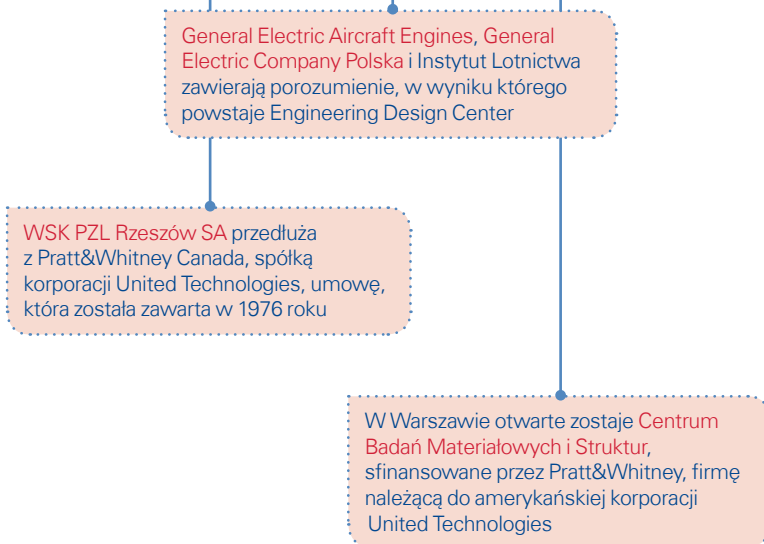 General Electric Aircraft Engines, General
Electric Company Polska i Instytut Lotnictwa
zawierają porozumienie, w wyniku którego
powstaje Engineering Design Center
WSK PZL Rzeszów SA przedłuża
z Pratt&Whitney Canada, spółką
korporacji United Technologies, umowę,
która została zawarta w 1976 roku
W Warszawie otwarte zostaje Centrum
Badań Materiałowych i Struktur,
sfinansowane przez Pratt&Whitney, firmę
należącą do amerykańskiej korporacji
United Technologies